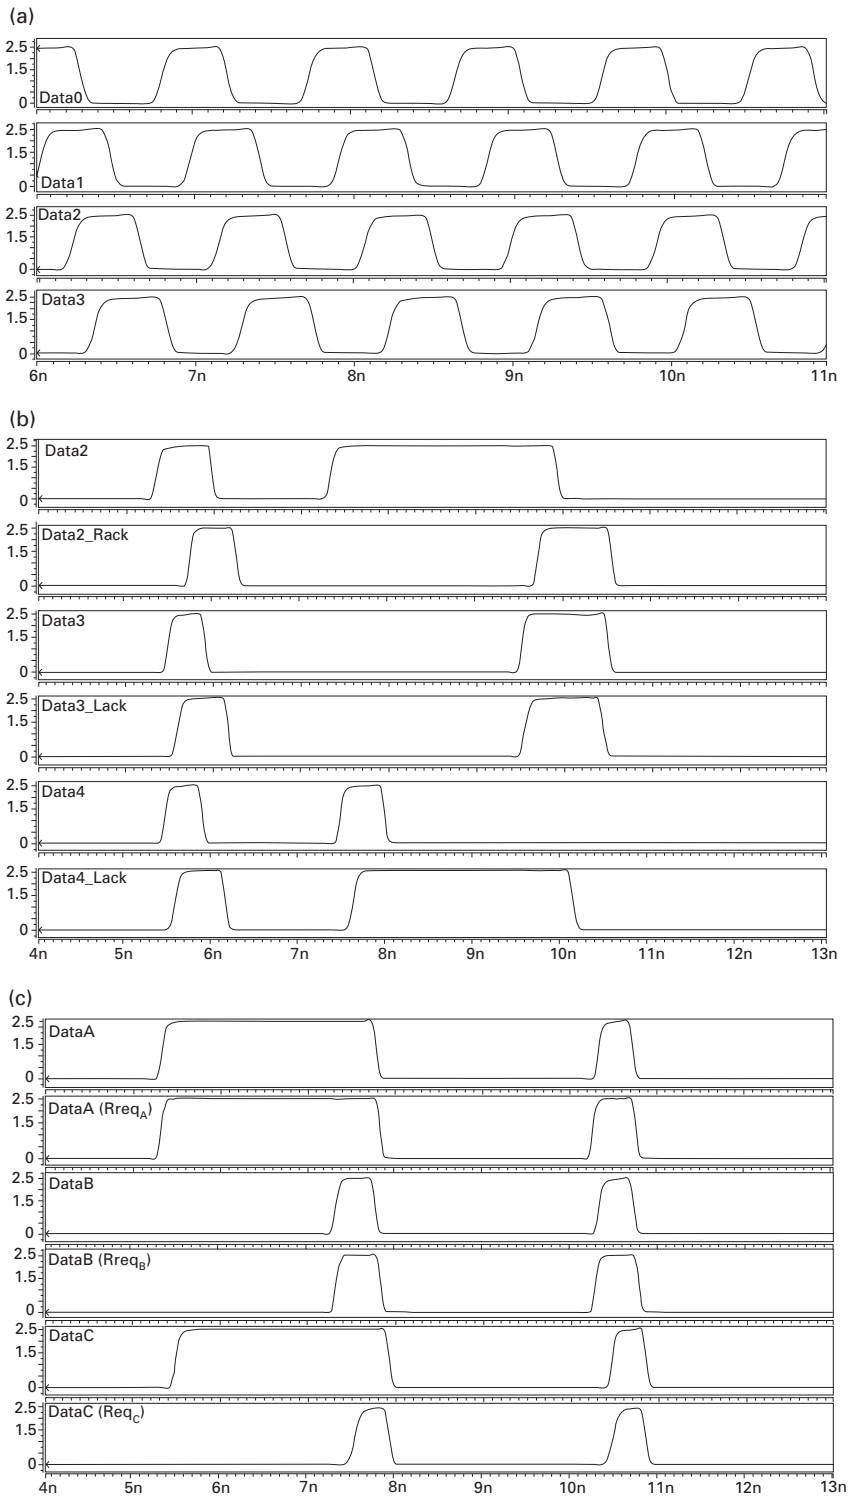 (a)
2.5
1.5
0
Data0
2.5
1.5
0
Data1
2.5
1.5
0
Data2
2.5
1.5
0
Data3
6n 7n 8n 9n 10n 11n
(b)
2.5
1.5
0
Data2
2.5
1.5
0
Data2_Rack
2.5
1.5
0
Data3
2.5
1.5
0
Data3_Lack
2.5
1.5
0
Data4
2.5
1.5
0
Data4_Lack
4n 5n 6n 7n 8n 9n 10n 11n 12n 13n
(c)
2.5
1.5
0
DataA
2.5
1.5
0
DataA (RreqA)
2.5
1.5
0
DataB
2.5
1.5
0
DataB (RreqB)
2.5
1.5
0
DataC
2.5
1.5
0
DataC (ReqC)
4n 5n 6n 7n 8n 9n 10n 11n 12n 13n